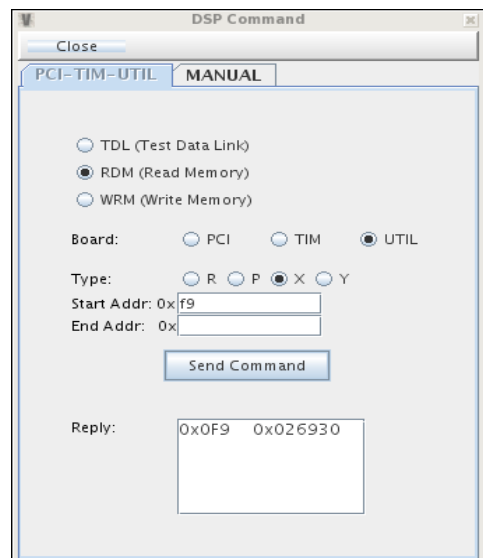 DSP Command
Close
PCI-TIM-UTIL MANUAL
TDL (Test Data Link)
RDM (Read Memory)
WRM (Write Memory)
Board: PCI TIM UTIL
Type: R P X Y
Start Addr: 0x f9
End Addr: 0x
Send Command
Reply: 0x0F9 0x026930